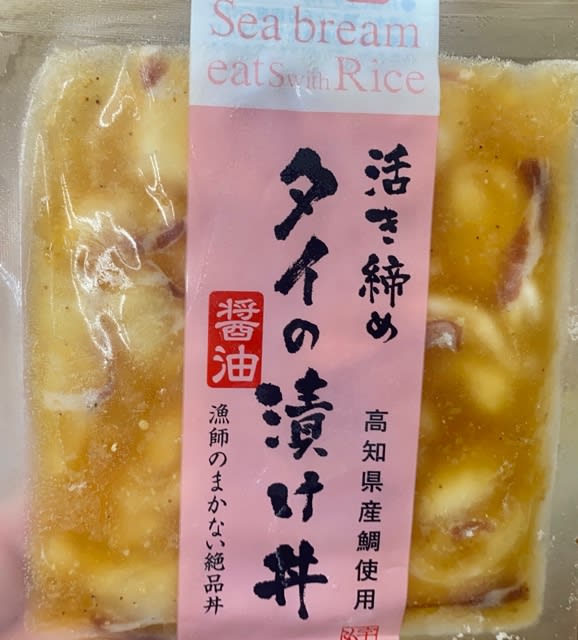 Sea bream
eats with Rice
活き締め
タイの漬け丼
醤油
高知県産鯛使用
漁師のまかない絶品丼